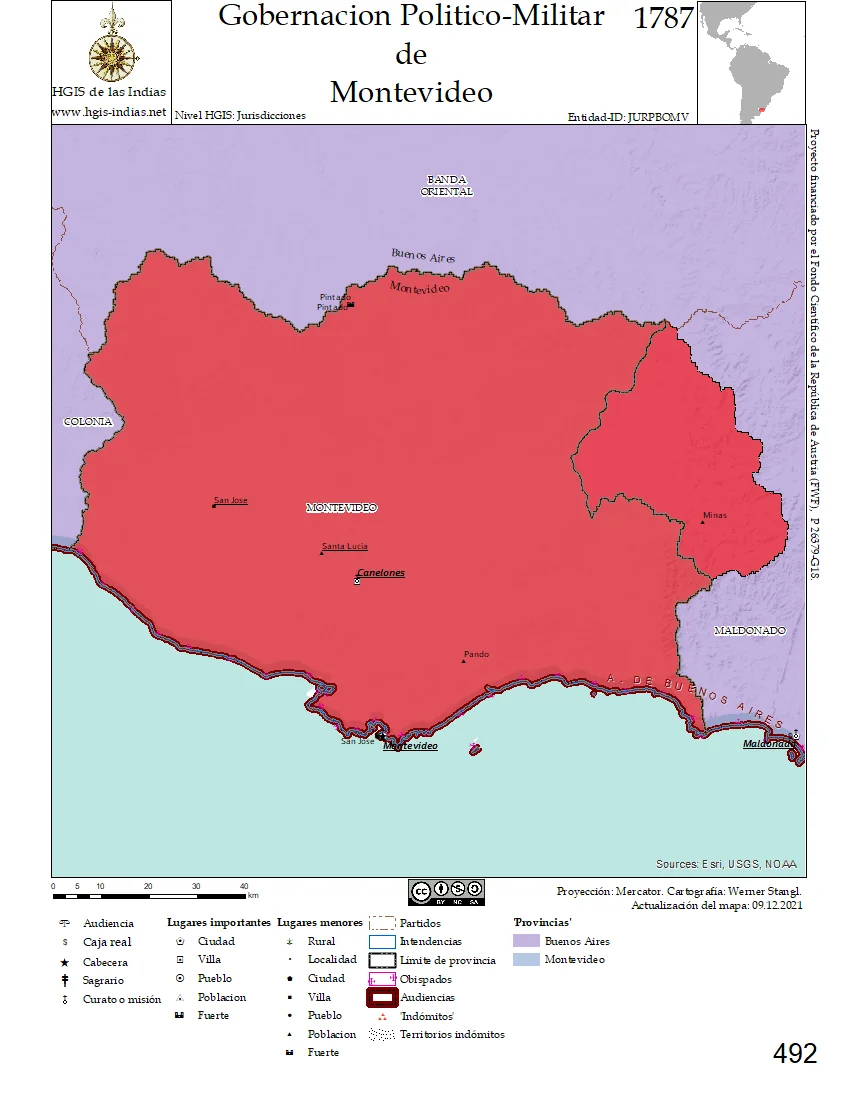 Gobernacion Politico-Militar
de
Montevideo
1787
HGIS de las Indias
www.hgis-indias.net
Nivel HGIS: Jurisdicciones
Entidad-ID: JURPBOMV
Proyecto financiado por el Fondo Científico de la República de Austria (FWF), P 26379-G18.
BANDA
ORIENTAL
Buenos Aires
Montevideo
Pintado
Pintado
COLONIA
San Jose
MONTEVIDEO
Santa Lucia
Canelones
Minas
MALDONADO
Pando
A. DE BUENOS AIRES
San Jose
Montevideo
Maldonado
Sources: Esri, USGS, NOAA
0 5 10 20 30 40
km
CC BY NC SA
Proyección: Mercator. Cartografía: Werner Stangl.
Actualización del mapa: 09.12.2021
Audiencia
Caja real
Cabecera
Sagrario
Curato o misión
Lugares importantes
Ciudad
Villa
Pueblo
Poblacion
Fuerte
Lugares menores
Rural
Localidad
Ciudad
Villa
Pueblo
Poblacion
Fuerte
Partidos
Intendencias
Límite de provincia
Obispados
Audiencias
'Indómitos'
Territorios indómitos
'Provincias'
Buenos Aires
Montevideo
492